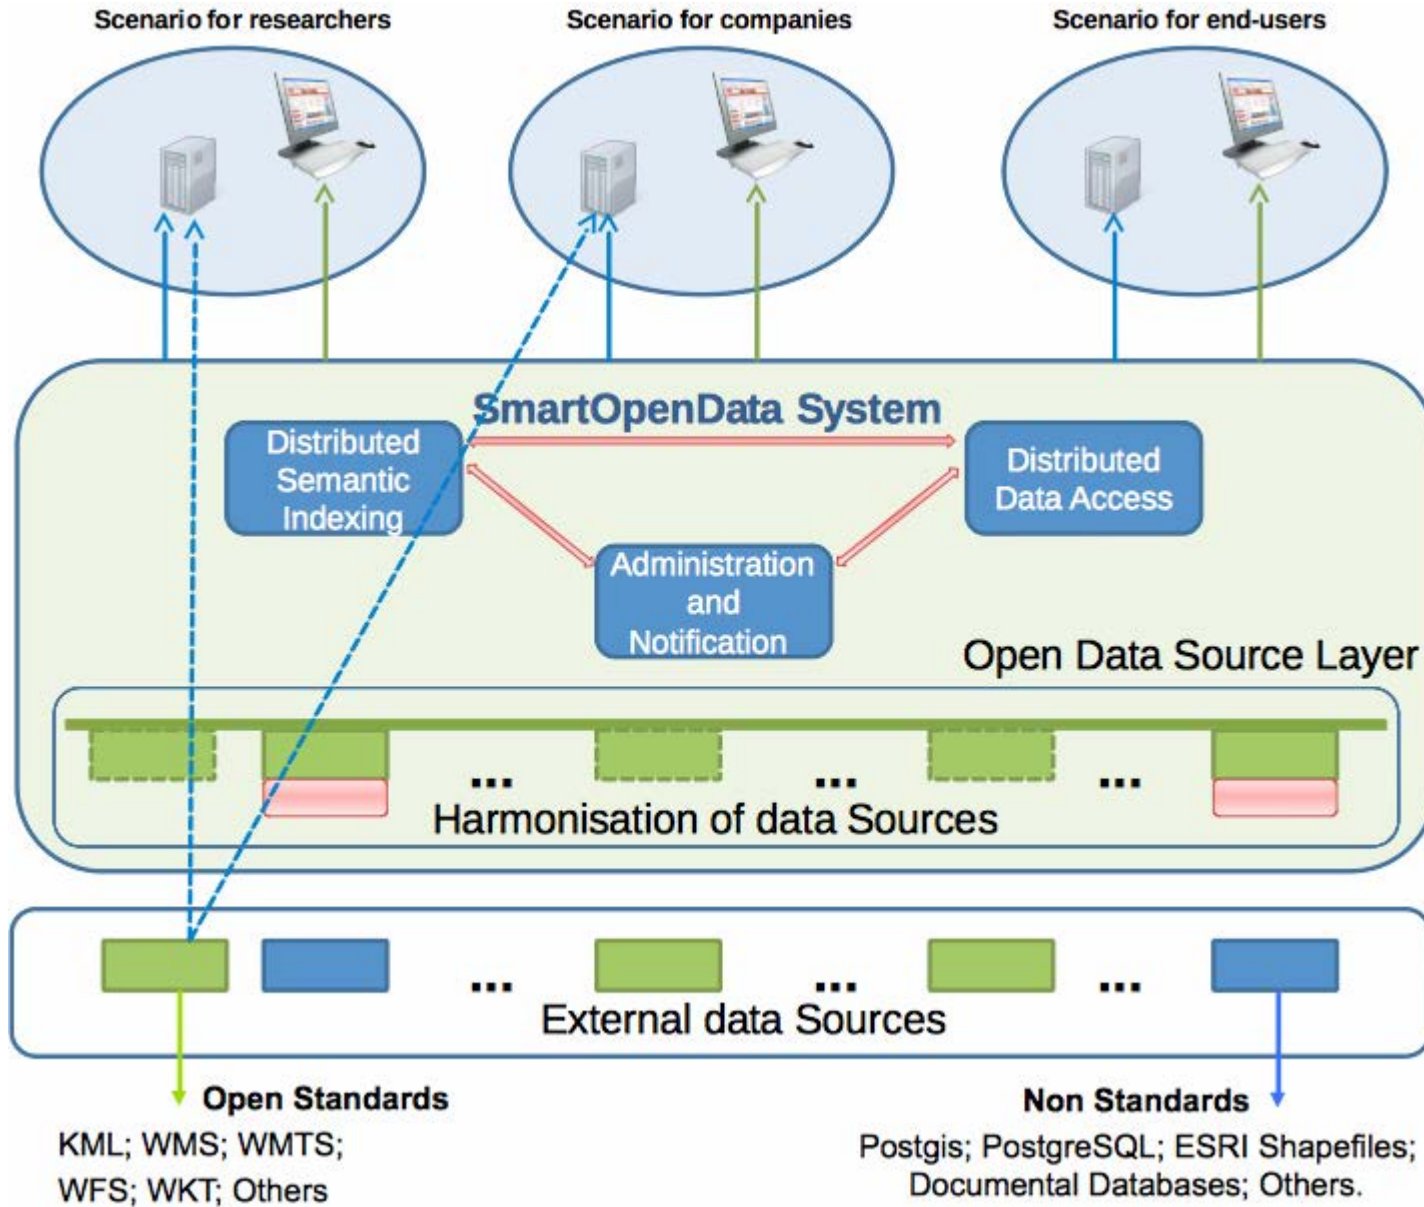 Scenario for researchers
Scenario for companies
Scenario for end-users
SmartOpenData System
Distributed
Semantic
Indexing
Distributed
Data Access
Administration
and
Notification
Open Data Source Layer
... ... ...
Harmonisation of data Sources
... ... ...
External data Sources
Open Standards
KML; WMS; WMTS;
WFS; WKT; Others
Non Standards
Postgis; PostgreSQL; ESRI Shapefiles;
Documental Databases; Others.